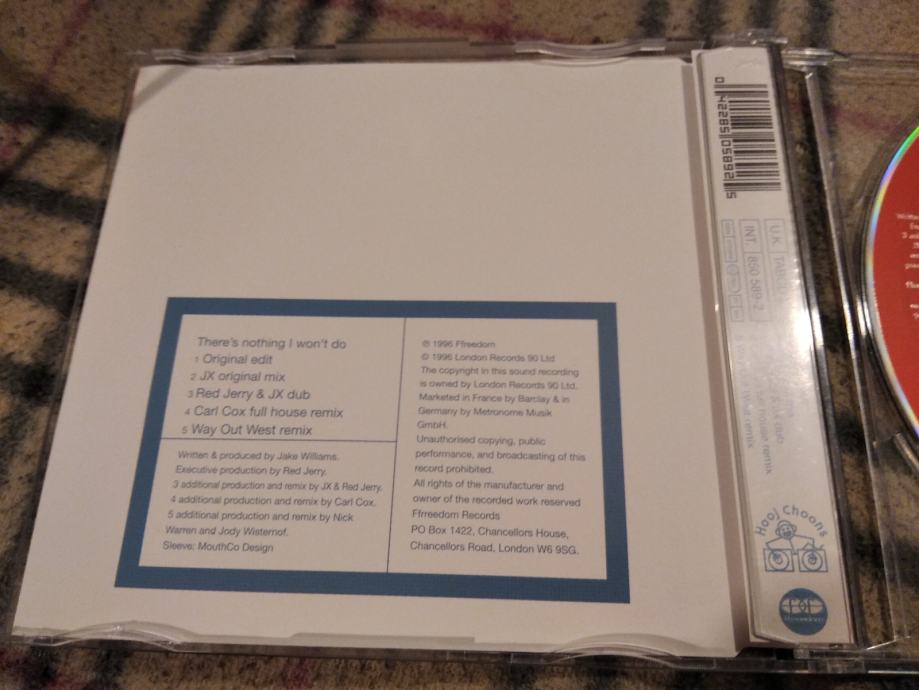 There's nothing I won't do
1 Original edit
2 JX original mix
3 Red Jerry & JX dub
4 Carl Cox full house remix
5 Way Out West remix
Written & produced by Jake Williams.
Executive production by Red Jerry.
3 additional production and remix by JX & Red Jerry.
4 additional production and remix by Carl Cox.
5 additional production and remix by Nick
Warren and Jody Wisternof.
Sleeve: MouthCo Design
℗ 1996 Ffreedom
© 1996 London Records 90 Ltd
The copyright in this sound recording
is owned by London Records 90 Ltd.
Marketed in France by Barclay & in
Germany by Metronome Musik
GmbH.
Unauthorised copying, public
performance, and broadcasting of this
record prohibited.
All rights of the manufacturer and
owner of the recorded work reserved
Ffrreedom Records
PO Box 1422, Chancellors House,
Chancellors Road, London W6 9SG.
0 42285 05892 5
U.K.
INT. 850 589-2
Hooj Choons